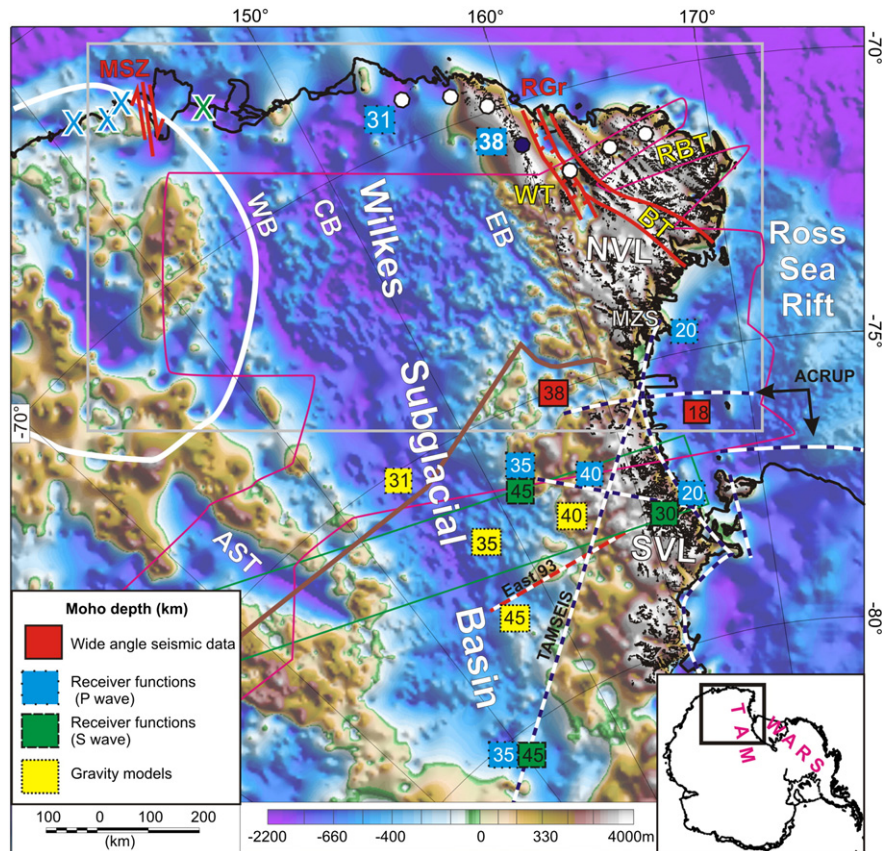 150°
160°
170°
-70°
MSZ
X
X
X
X
31
38
RGr
WT
RBT
BT
NVL
WB
CB
EB
Wilkes
Subglacial
Basin
Ross
Sea
Rift
MZS
20
-75°
ACRUP
38
18
-70°
35
45
40
20
31
40
30
35
SVL
AST
East 93
45
TAMSEIS
-80°
35
45
Moho depth (km)
Wide angle seismic data
Receiver functions
(P wave)
Receiver functions
(S wave)
Gravity models
100 0 100 200
(km)
-2200 -660 -400 0 330 4000m
TAM
WARS